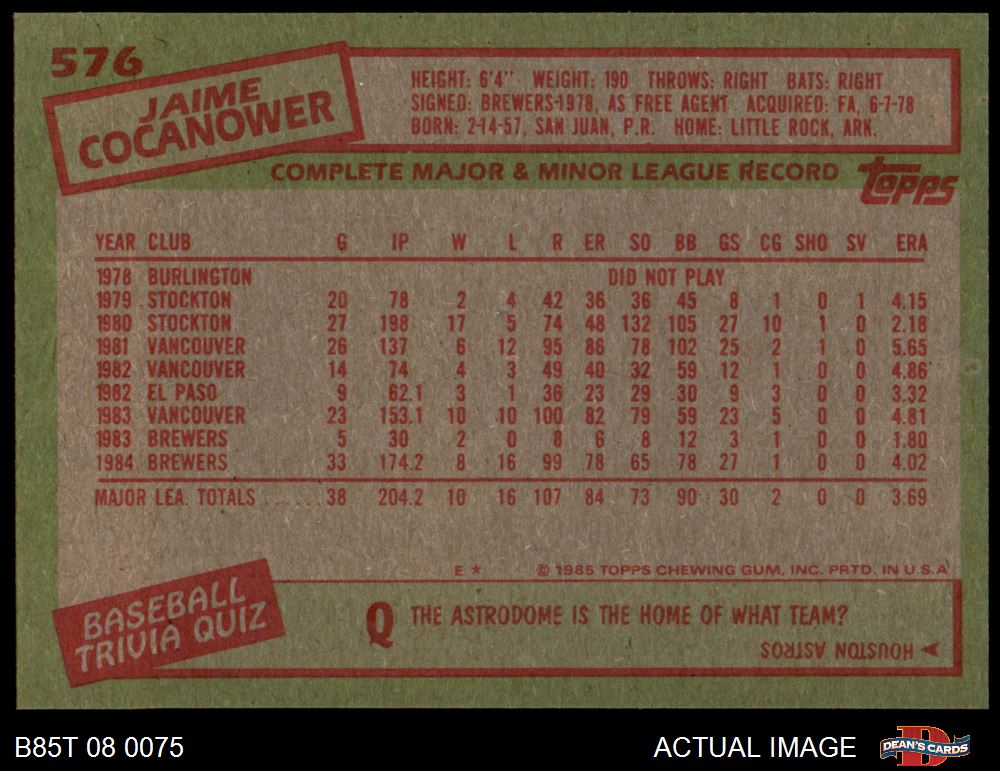 576
JAIME
COCANOWER
HEIGHT: 6'4" WEIGHT: 190 THROWS: RIGHT BATS: RIGHT
SIGNED: BREWERS-1978, AS FREE AGENT ACQUIRED: FA, 6-7-78
BORN: 2-14-57, SAN JUAN, P.R. HOME: LITTLE ROCK, ARK.
COMPLETE MAJOR & MINOR LEAGUE RECORD
Topps
YEAR CLUB G IP W L R ER SO BB GS CG SHO SV ERA
1978 BURLINGTON DID NOT PLAY
1979 STOCKTON 20 78 2 4 42 36 36 45 8 1 0 1 4.15
1980 STOCKTON 27 198 17 5 74 48 132 105 27 10 1 0 2.18
1981 VANCOUVER 26 137 6 12 95 86 78 102 25 2 1 0 5.65
1982 VANCOUVER 14 74 4 3 49 40 32 59 12 1 0 0 4.86
1982 EL PASO 9 62.1 3 1 36 23 29 30 9 3 0 0 3.32
1983 VANCOUVER 23 153.1 10 10 100 82 79 59 23 5 0 0 4.81
1983 BREWERS 5 30 2 0 8 6 8 12 3 1 0 0 1.80
1984 BREWERS 33 174.2 8 16 99 78 65 78 27 1 0 0 4.02
MAJOR LEA. TOTALS ...... 38 204.2 10 16 107 84 73 90 30 2 0 0 3.69
E * © 1985 TOPPS CHEWING GUM, INC. PRTD. IN U.S.A
BASEBALL
TRIVIA QUIZ
Q THE ASTRODOME IS THE HOME OF WHAT TEAM?
HOUSTON ASTROS
B85T 08 0075
ACTUAL IMAGE
D
DEAN'S CARDS